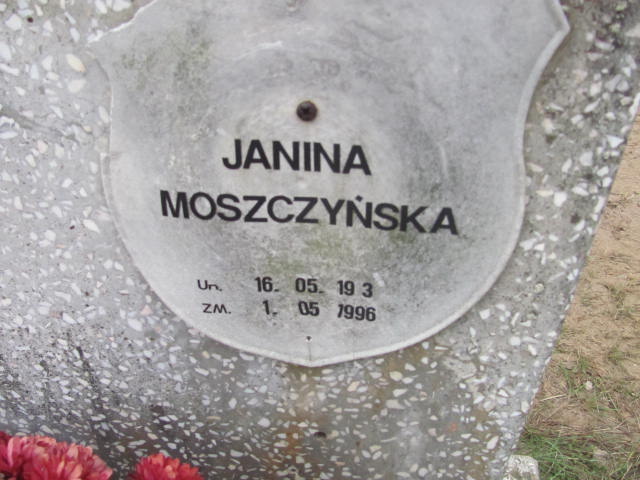 JANINA
MOSZCZYŃSKA
Ur. 16. 05. 19 3
ZM. 1. 05 1996